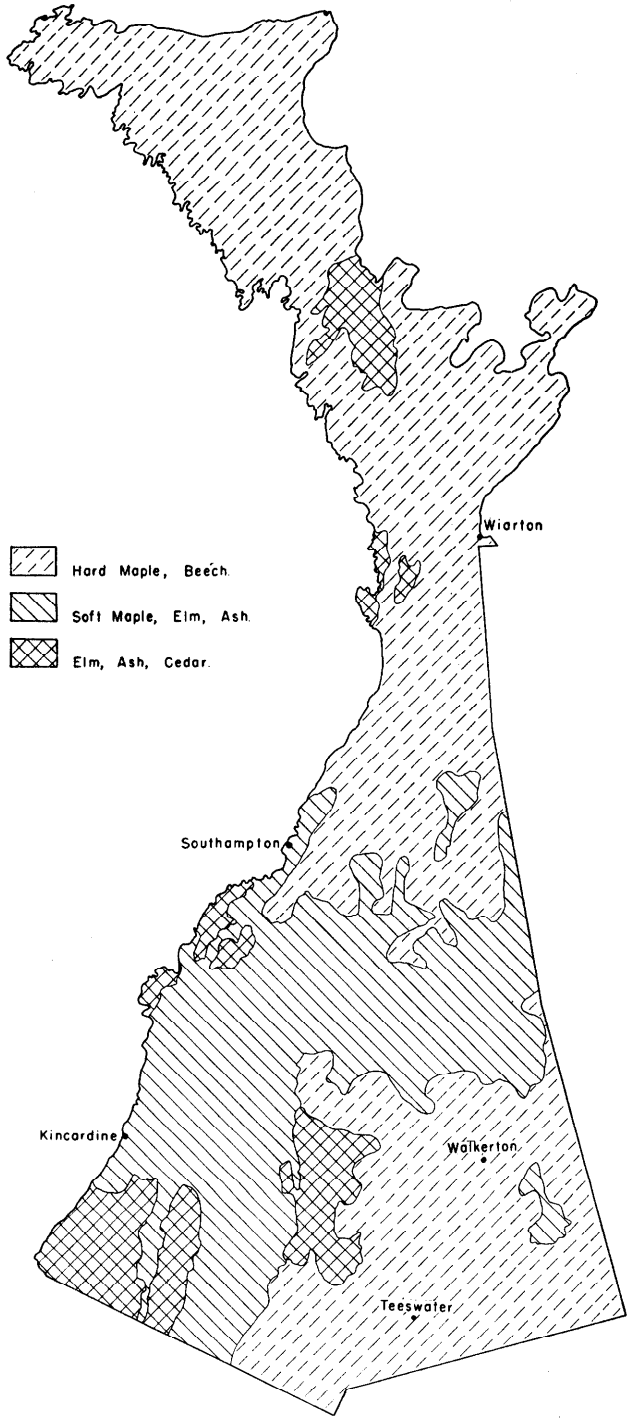 Wiarton
Hard Maple, Beech.
Soft Maple, Elm, Ash.
Elm, Ash, Cedar.
Southampton
Kincardine
Walkerton
Teeswater